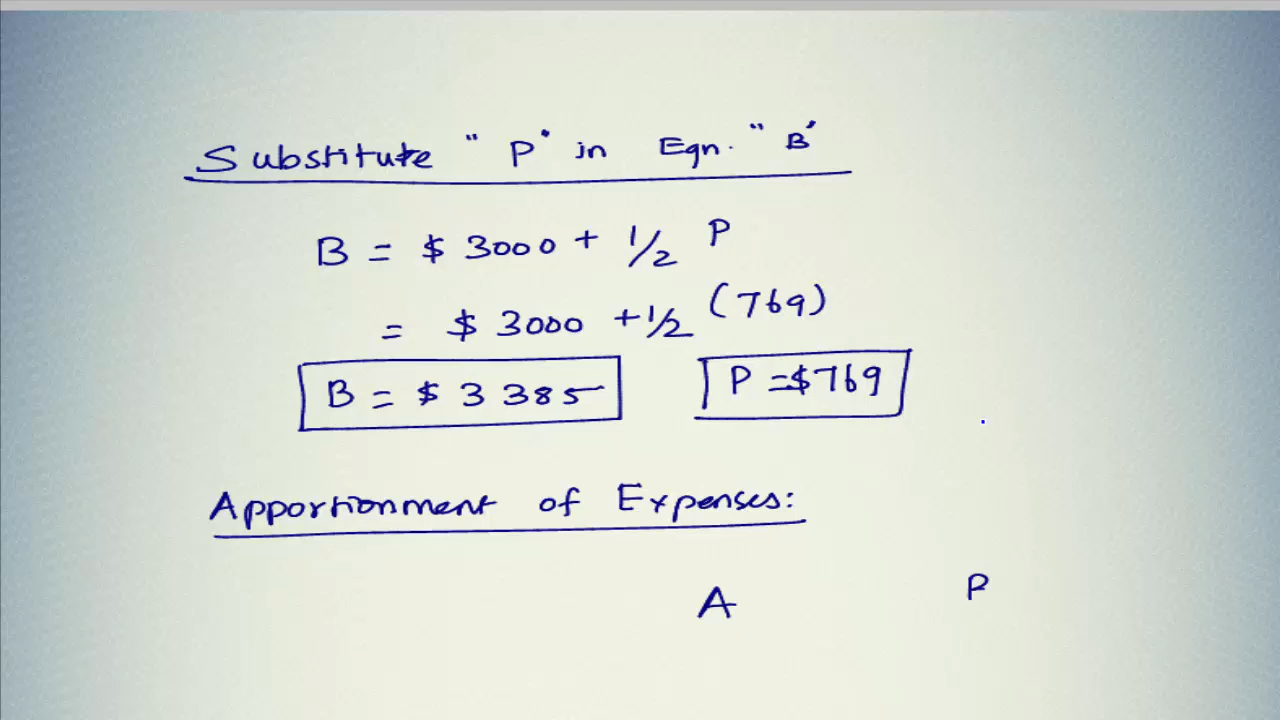 Substitute "P" in Eqn. "B"
B = $ 3000 + 1/2 P
= $ 3000 + 1/2 (769)
B = $ 3385 P = $769
Apportionment of Expenses:
A P